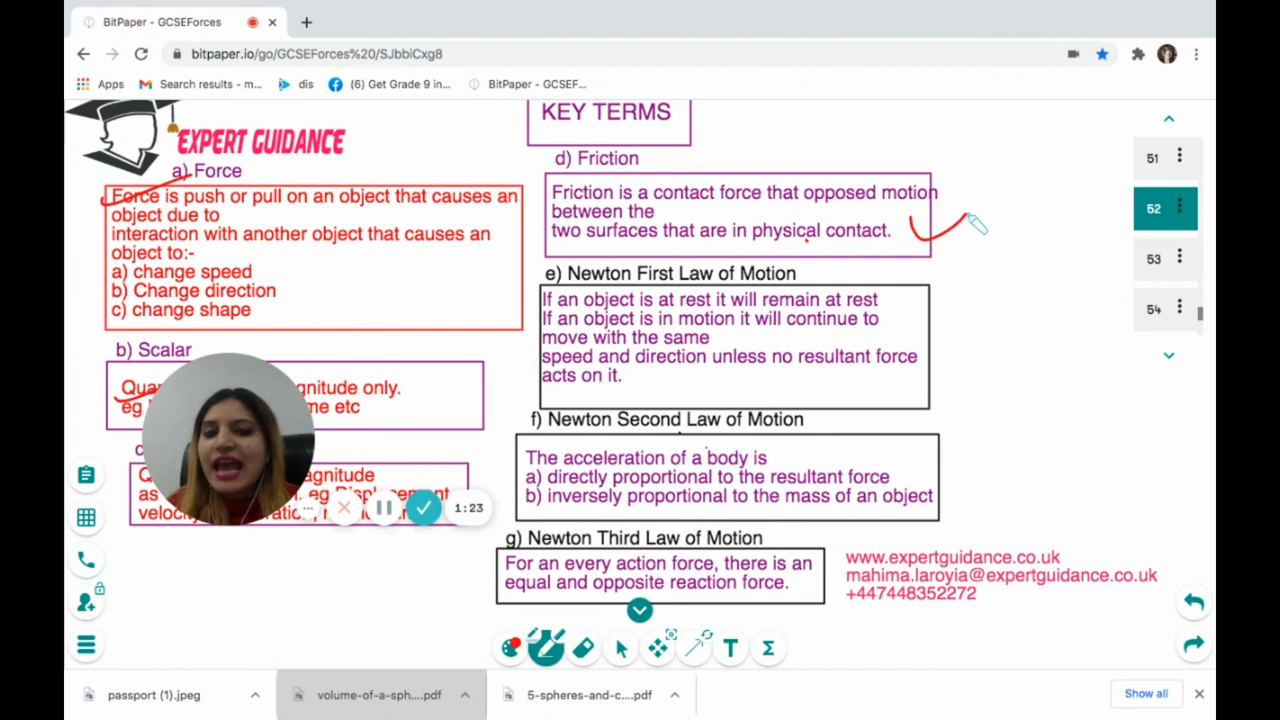 BitPaper - GCSEForces
bitpaper.io/go/GCSEForces%20/SJbbiCxg8
Apps
Search results - m...
dis
(6) Get Grade 9 in...
BitPaper - GCSEF...
EXPERT GUIDANCE
a) Force
Force is push or pull on an object that causes an
object due to
interaction with another object that causes an
object to:-
a) change speed
b) Change direction
c) change shape
b) Scalar
gnitude only.
eg
me etc
agnitude
as
eg Displacement
velocity
KEY TERMS
d) Friction
Friction is a contact force that opposed motion
between the
two surfaces that are in physical contact.
e) Newton First Law of Motion
If an object is at rest it will remain at rest
If an object is in motion it will continue to
move with the same
speed and direction unless no resultant force
acts on it.
f) Newton Second Law of Motion
The acceleration of a body is
a) directly proportional to the resultant force
b) inversely proportional to the mass of an object
g) Newton Third Law of Motion
For an every action force, there is an
equal and opposite reaction force.
www.expertguidance.co.uk
mahima.laroyia@expertguidance.co.uk
+447448352272
51
52
53
54
1:23
T
Σ
passport (1).jpeg
volume-of-a-sph....pdf
5-spheres-and-c....pdf
Show all